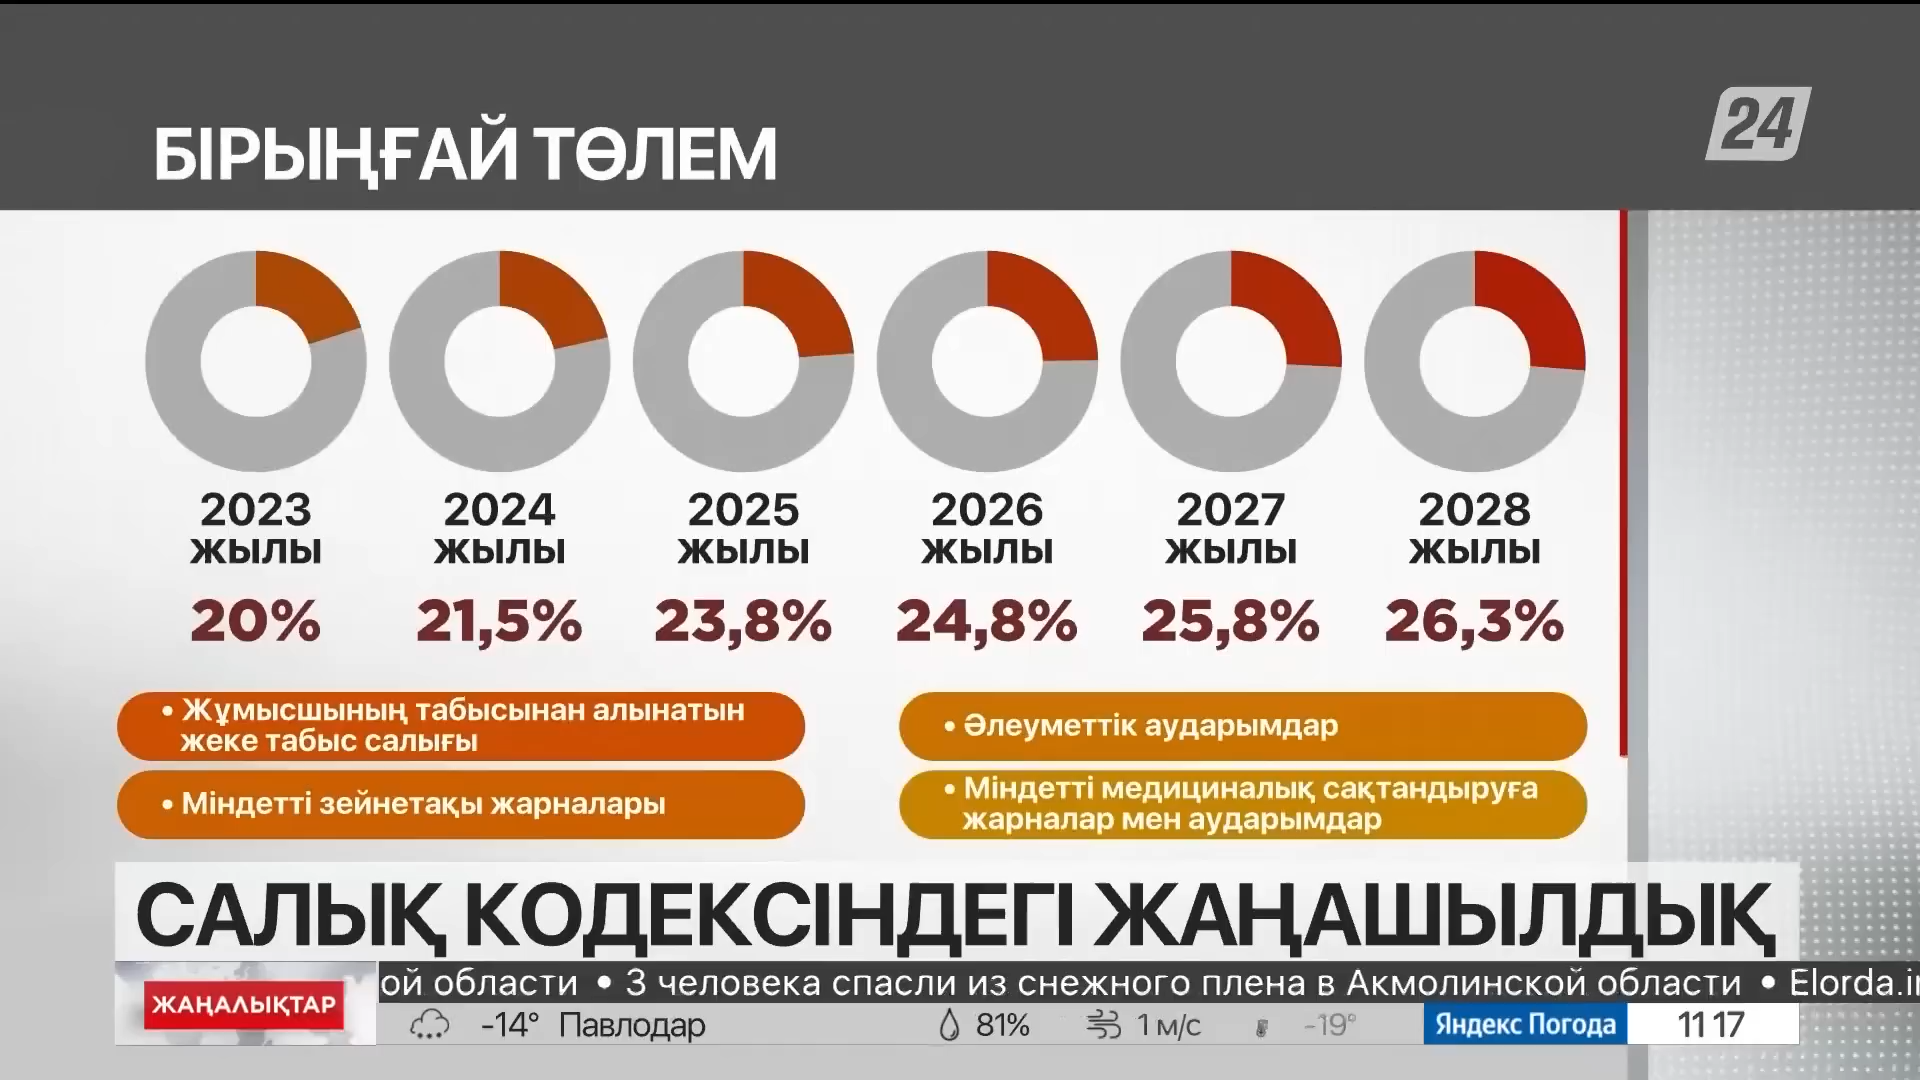 БІРЫҢҒАЙ ТӨЛЕМ
24
2023 2024 2025 2026 2027 2028
ЖЫЛЫ ЖЫЛЫ ЖЫЛЫ ЖЫЛЫ ЖЫЛЫ ЖЫЛЫ
20% 21,5% 23,8% 24,8% 25,8% 26,3%
• Жұмысшының табысынан алынатын
жеке табыс салығы
• Әлеуметтік аударымдар
• Міндетті зейнетақы жарналары
• Міндетті медициналық сақтандыруға
жарналар мен аударымдар
САЛЫҚ КОДЕКСІНДЕГІ ЖАҢАШЫЛДЫҚ
ЖАҢАЛЫҚТАР
ой области • 3 человека спасли из снежного плена в Акмолинской области • Elorda.in
-14° Павлодар 81% 1 м/с -19° Яндекс Погода 11 17